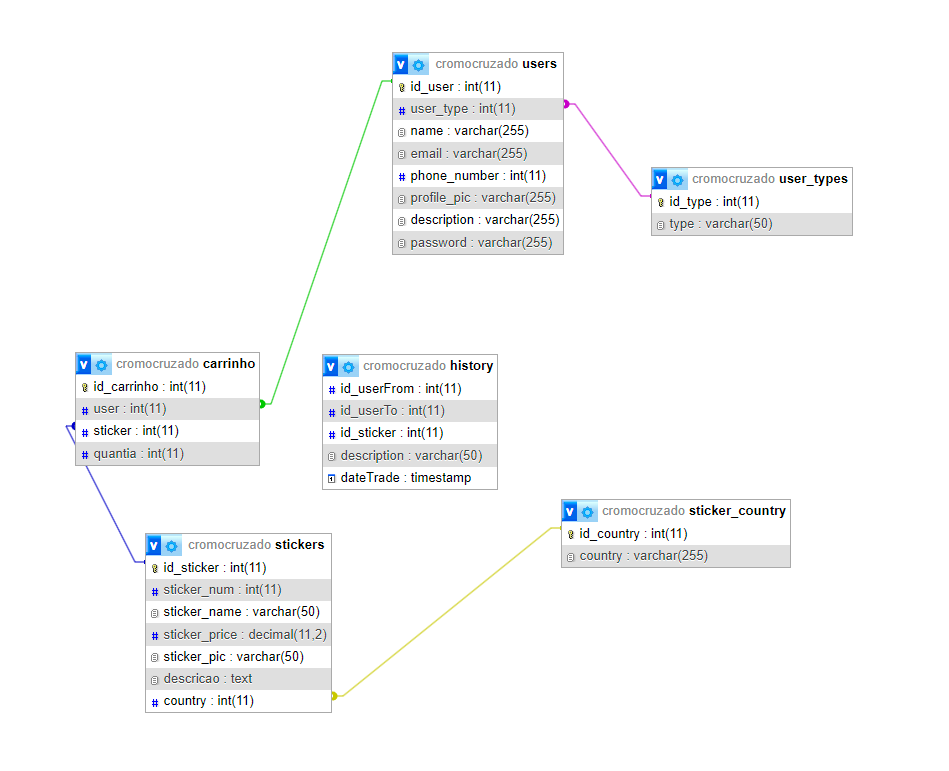 v cromocruzado users
id_user : int(11)
# user_type : int(11)
name : varchar(255)
email : varchar(255)
# phone_number : int(11)
profile_pic : varchar(255)
description : varchar(255)
password : varchar(255)
v cromocruzado user_types
id_type : int(11)
type : varchar(50)
v cromocruzado carrinho
id_carrinho : int(11)
# user : int(11)
# sticker : int(11)
# quantia : int(11)
v cromocruzado history
# id_userFrom : int(11)
# id_userTo : int(11)
# id_sticker : int(11)
description : varchar(50)
dateTrade : timestamp
v cromocruzado stickers
id_sticker : int(11)
# sticker_num : int(11)
sticker_name : varchar(50)
# sticker_price : decimal(11,2)
sticker_pic : varchar(50)
descricao : text
# country : int(11)
v cromocruzado sticker_country
id_country : int(11)
country : varchar(255)